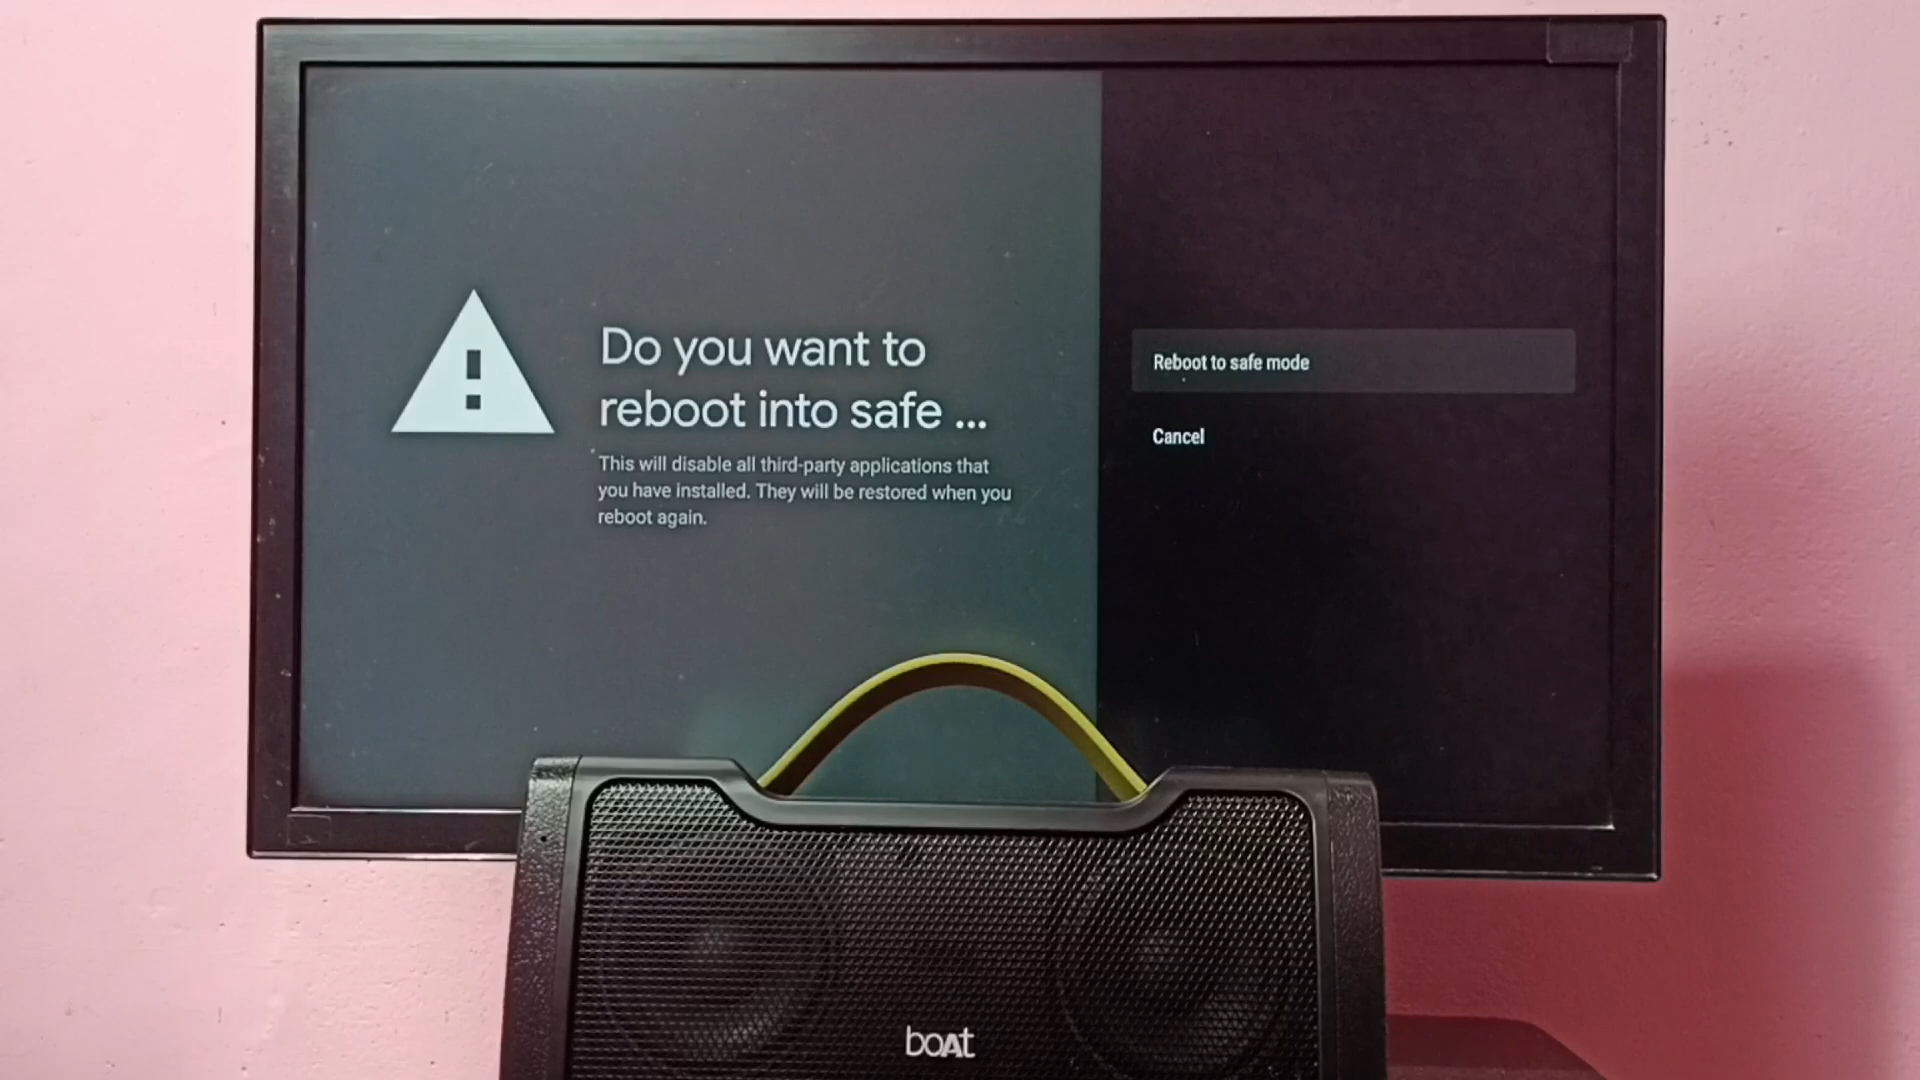 Do you want to
reboot into safe ...
This will disable all third-party applications that
you have installed. They will be restored when you
reboot again.
Reboot to safe mode
Cancel
boAt